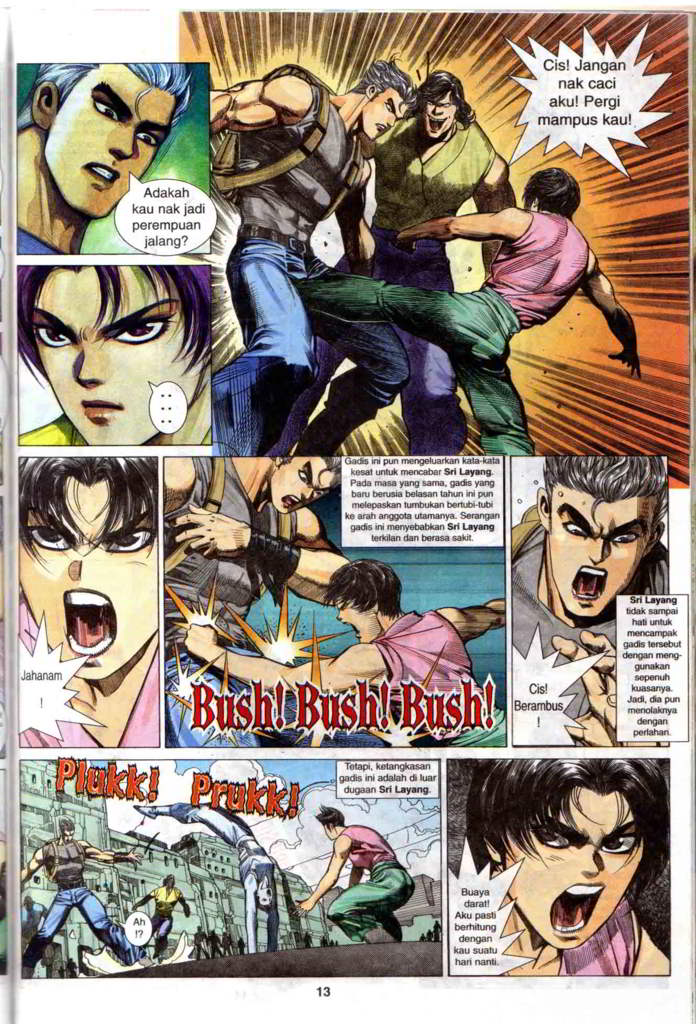 Adakah
kau nak jadi
perempuan
jalang?
Cis! Jangan
nak caci
aku! Pergi
mampus kau!
...
...
Jahanam
!
Gadis ini pun mengeluarkan kata-kata
kesat untuk mencabar Sri Layang.
Pada masa yang sama, gadis yang
baru berusia belasan tahun ini pun
melepaskan tumbukan bertubi-tubi
ke arah anggota utamanya. Serangan
gadis ini menyebabkan Sri Layang
terkilan dan berasa sakit.
Bush! Bush! Bush!
Cis!
Berambus
!
Sri Layang
tidak sampai
hati untuk
mencampak
gadis tersebut
dengan meng-
gunakan
sepenuh
kuasanya.
Jadi, dia pun
menolaknya
dengan
perlahan.
Plukk! Prukk!
Ah
!?
Tetapi, ketangkasan
gadis ini adalah di luar
dugaan Sri Layang.
Buaya
darat!
Aku pasti
berhitung
dengan
kau suatu
hari nanti.
13